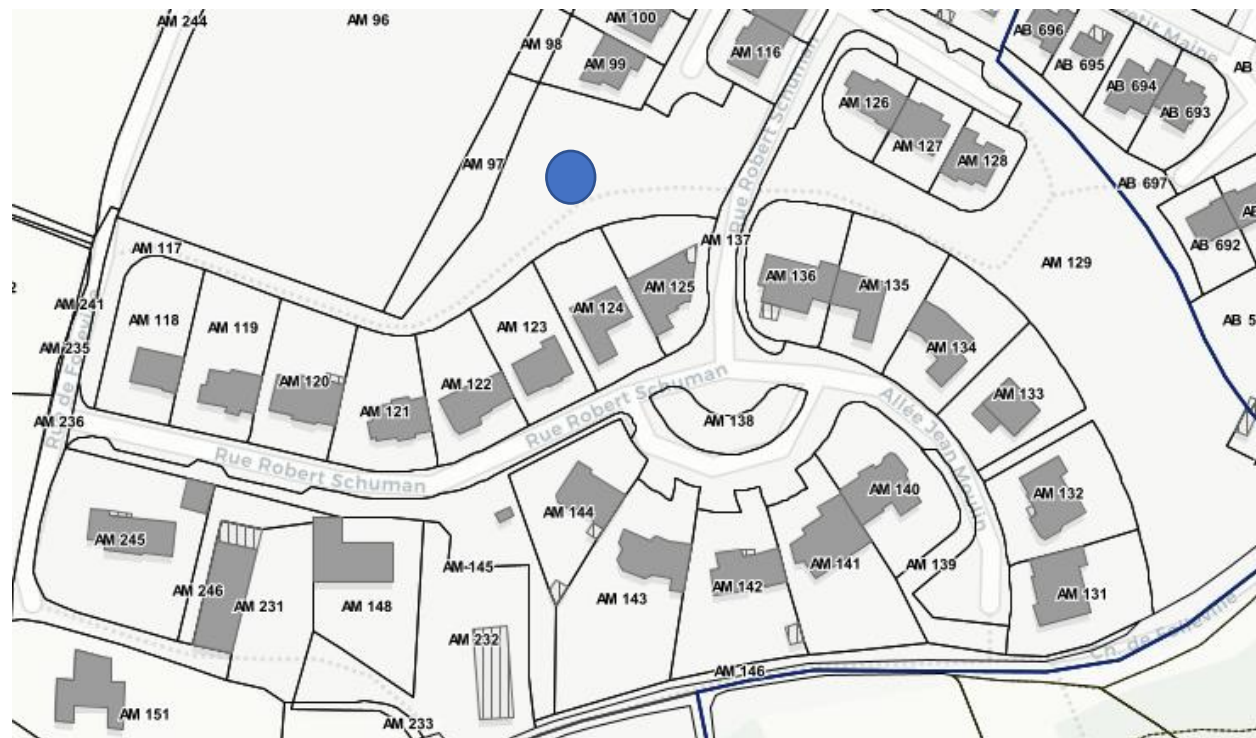 AM 244
AM 96
AM 98
AM 100
AM 99
AM 116
AB 696
AB 695
AB 694
AB 693
AB
Petit Maine
AM 97
Rue Robert Schuman
AM 126
AM 127
AM 128
AB 697
AB 692
AM 117
AM 137
AM 129
AM 241
AM 118
AM 119
AM 120
AM 121
AM 122
AM 123
AM 124
AM 125
AM 136
AM 135
AM 134
AM 133
AB 5
AM 235
AM 236
Rue Robert Schuman
Rue Robert Schuman
AM 138
Allée Jean Moulin
AM 245
AM 246
AM 231
AM 148
AM 145
AM 144
AM 143
AM 142
AM 141
AM 140
AM 139
AM 132
AM 131
AM 232
AM 146
Ch. de Folleville
AM 151
AM 233